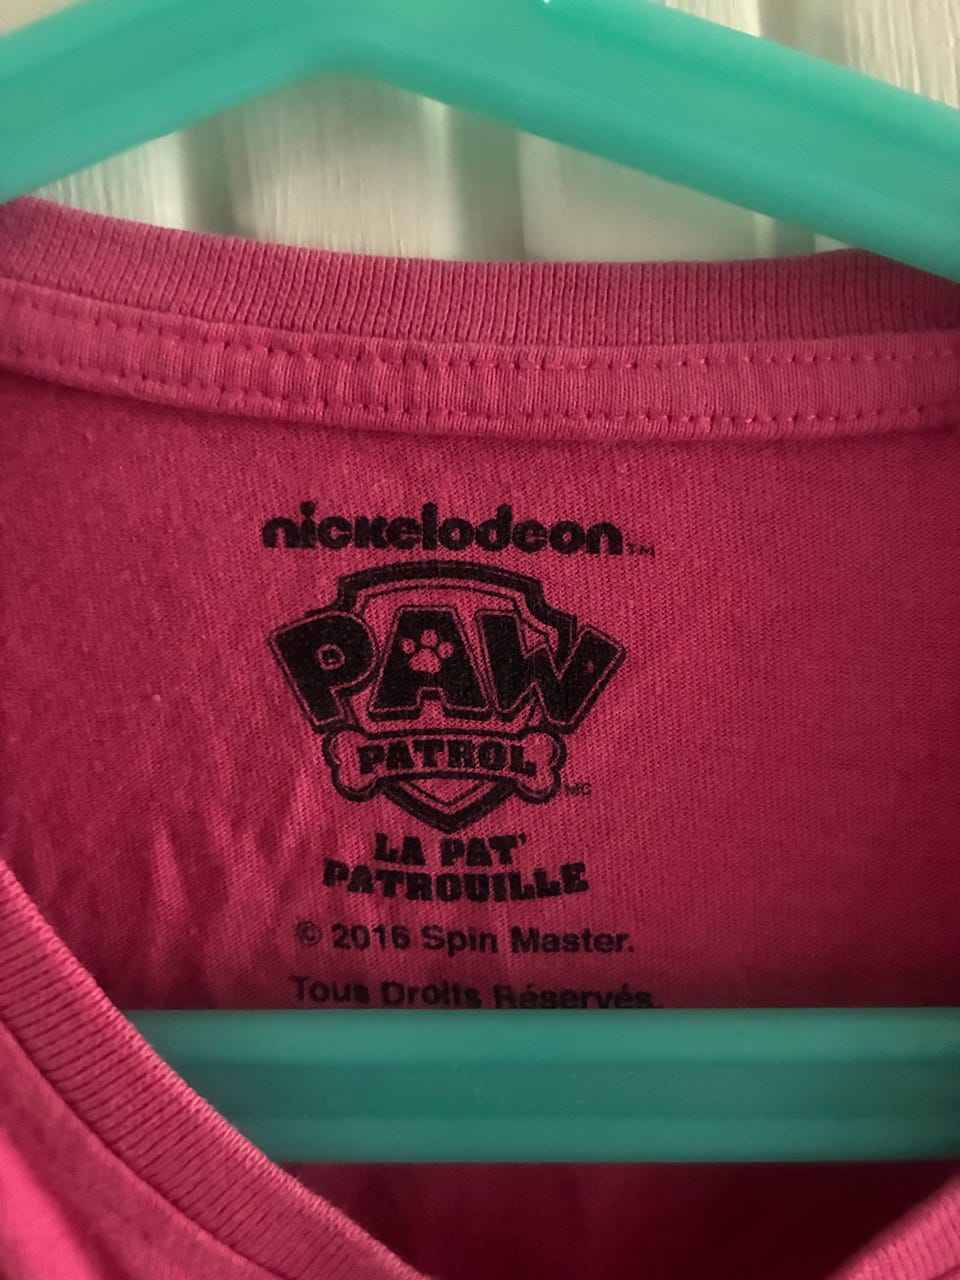 nickelodeon™
PAW
PATROL
MC
LA PAT'
PATROUILLE
© 2016 Spin Master.
Tous Droits Réservés.